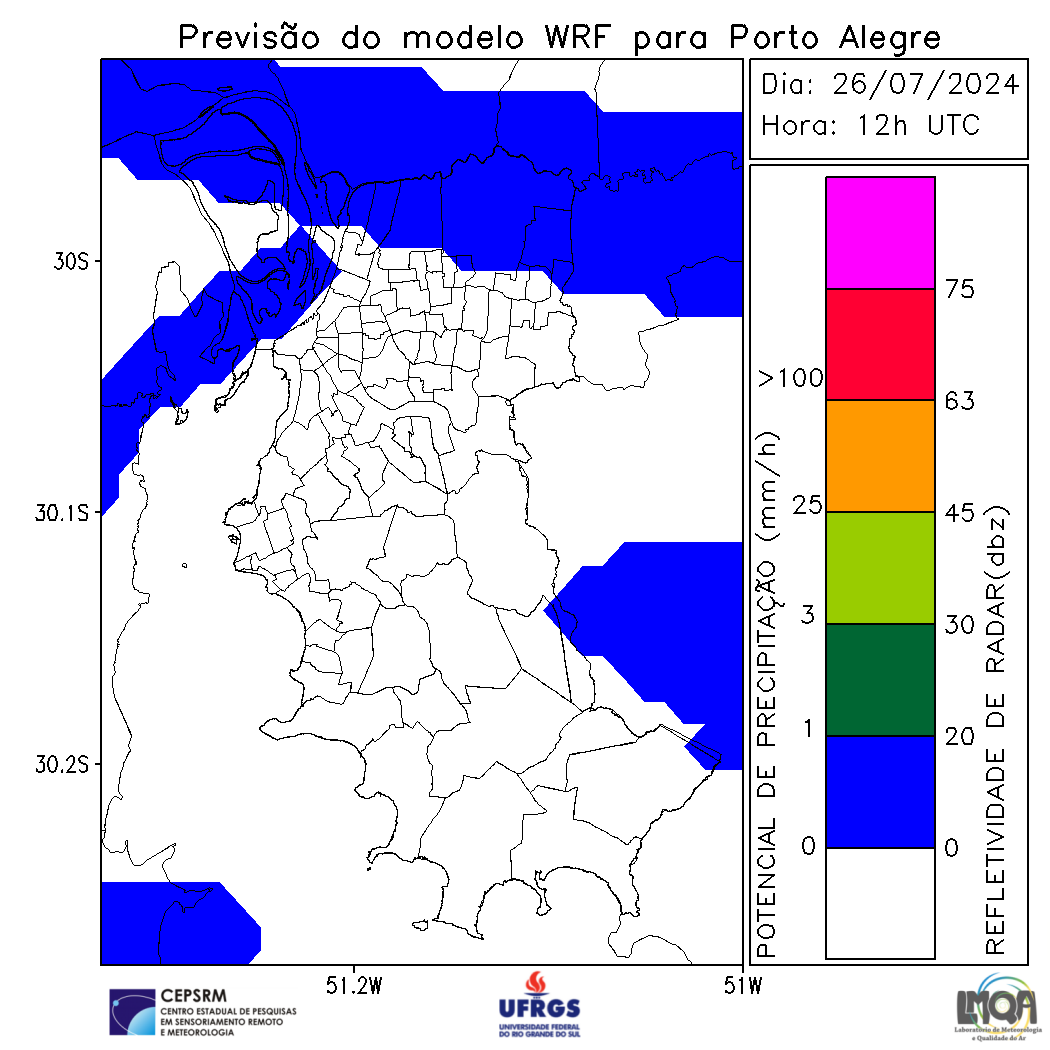 Previsão do modelo WRF para Porto Alegre
Dia: 26/07/2024
Hora: 12h UTC
30S
30.1S
30.2S
51.2W
51W
POTENCIAL DE PRECIPITAÇÃO (mm/h)
>100
25
3
1
0
75
63
45
30
20
0
REFLETIVIDADE DE RADAR(dbz)
CEPSRM
CENTRO ESTADUAL DE PESQUISAS
EM SENSORIAMENTO REMOTO
E METEOROLOGIA
UFRGS
UNIVERSIDADE FEDERAL
DO RIO GRANDE DO SUL
LMQA
Laboratório de Meteorologia
e Qualidade do Ar